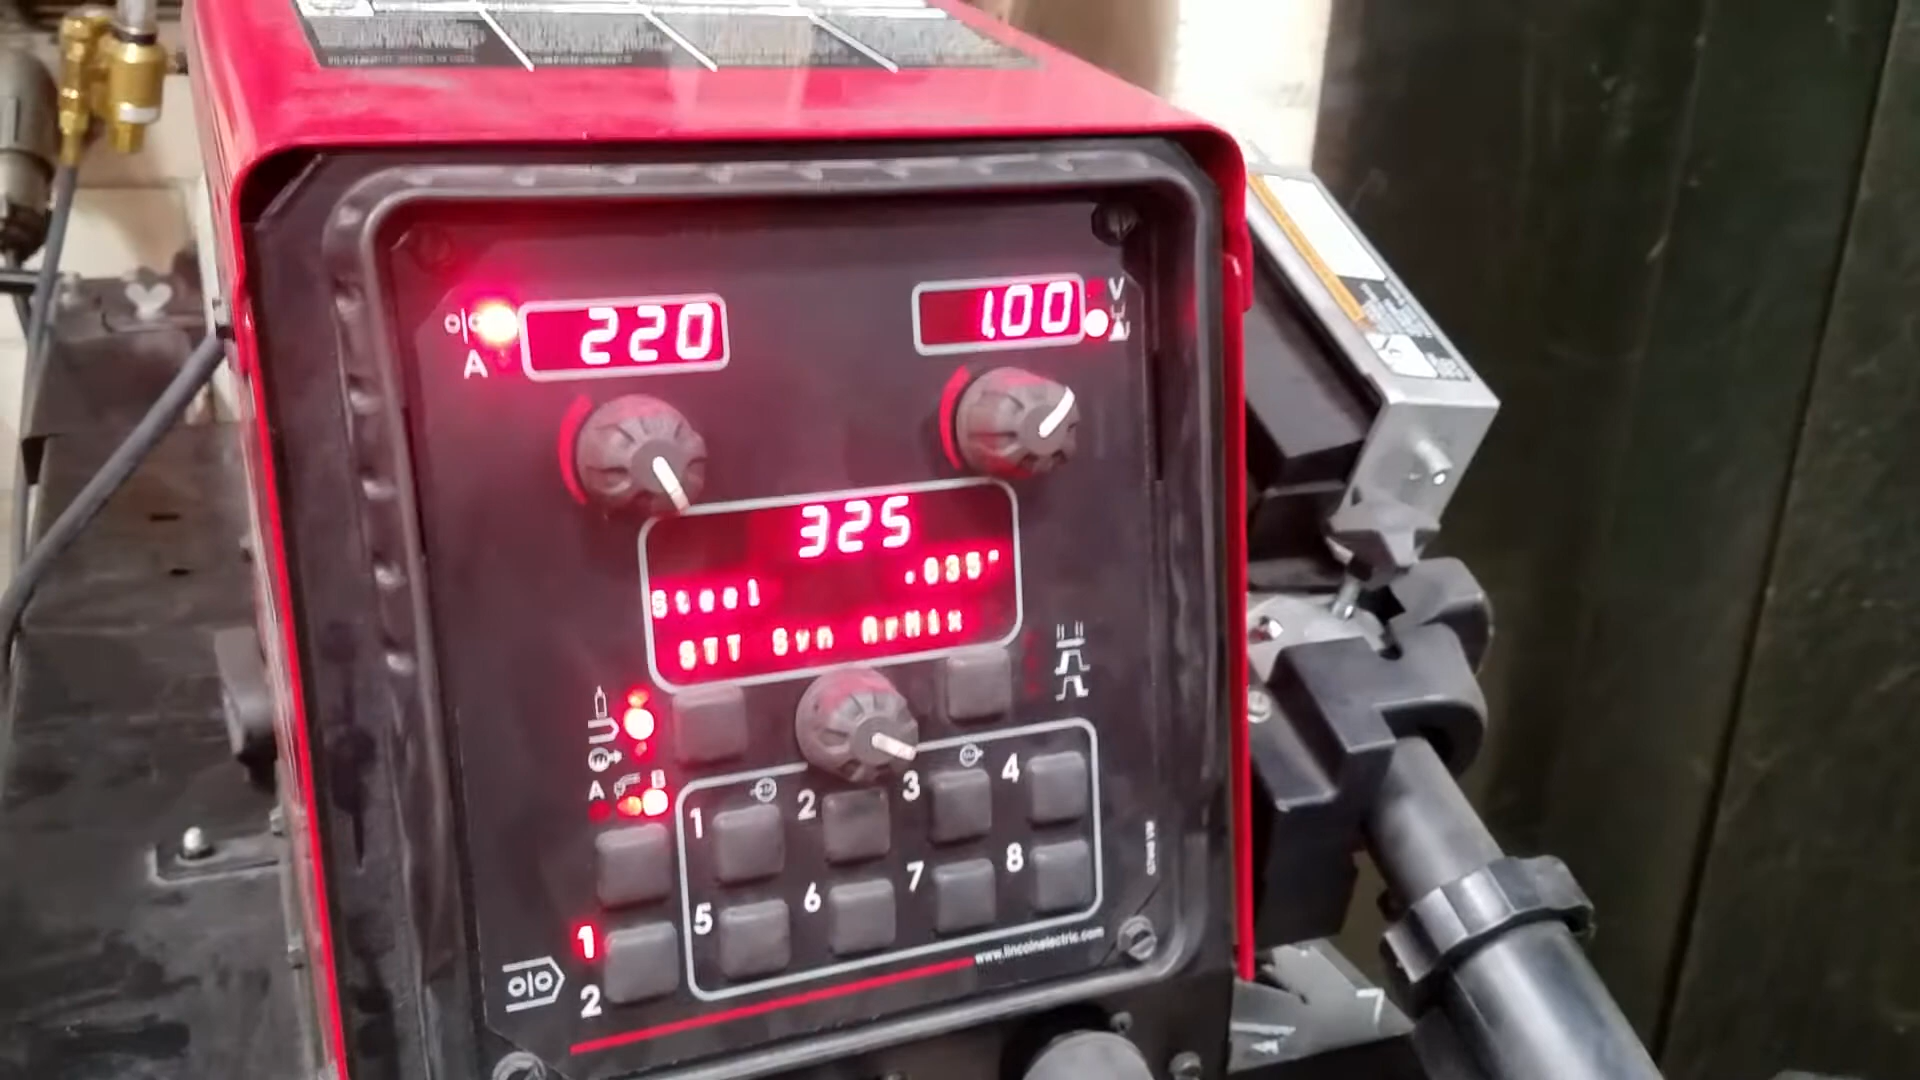 220
1.00
V
A
325
Steel .035"
STT Syn ArMix
A B
1 2 3 4
5 6 7 8
1
2
www.lincolnelectric.com